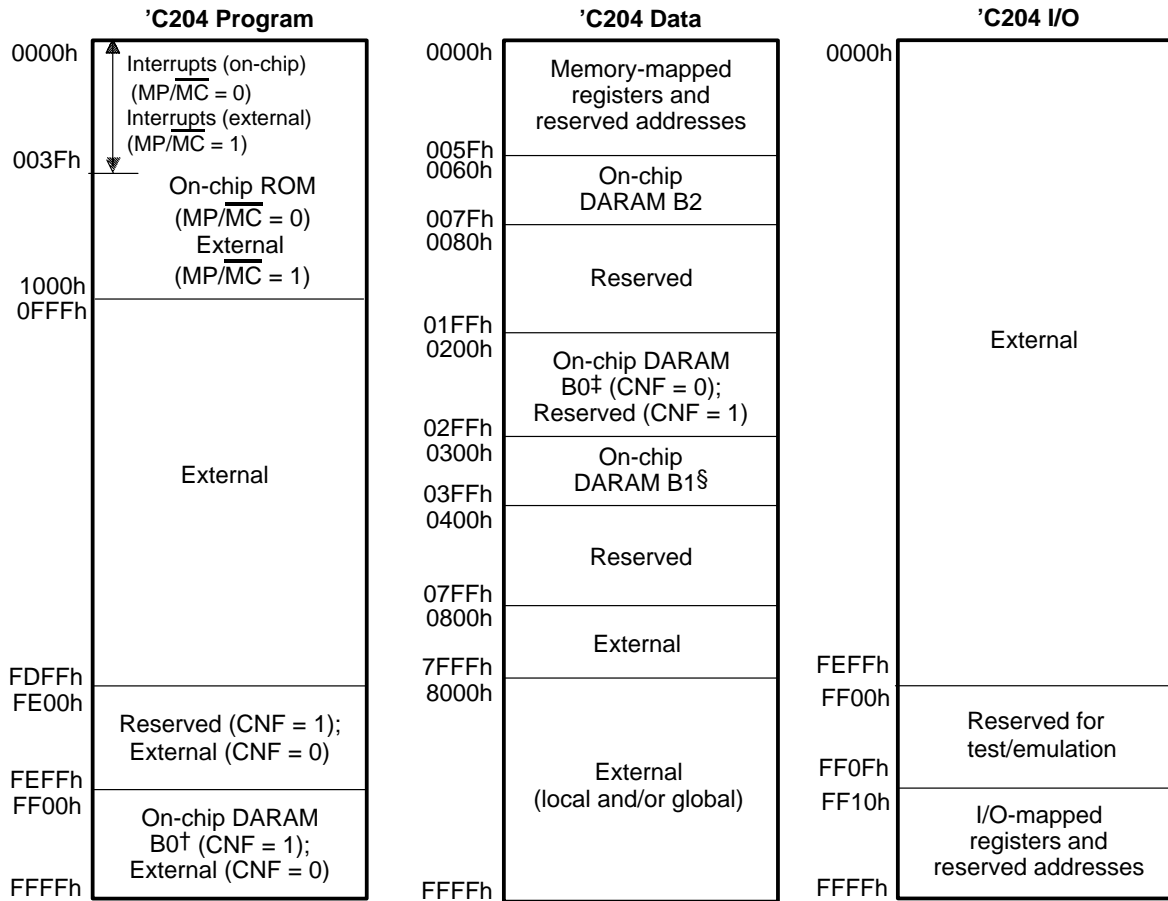 ’C204 Program
0000h
Interrupts (on-chip)
(MP/M̅C̅ = 0)
Interrupts (external)
(MP/M̅C̅ = 1)
003Fh
On-chip ROM
(MP/M̅C̅ = 0)
External
(MP/M̅C̅ = 1)
1000h
0FFFh
External
FDFFh
FE00h
Reserved (CNF = 1);
External (CNF = 0)
FEFFh
FF00h
On-chip DARAM
B0† (CNF = 1);
External (CNF = 0)
FFFFh
’C204 Data
0000h
Memory-mapped
registers and
reserved addresses
005Fh
0060h
On-chip
DARAM B2
007Fh
0080h
Reserved
01FFh
0200h
On-chip DARAM
B0‡ (CNF = 0);
Reserved (CNF = 1)
02FFh
0300h
On-chip
DARAM B1§
03FFh
0400h
Reserved
07FFh
0800h
External
7FFFh
8000h
External
(local and/or global)
FFFFh
’C204 I/O
0000h
External
FEFFh
FF00h
Reserved for
test/emulation
FF0Fh
FF10h
I/O-mapped
registers and
reserved addresses
FFFFh